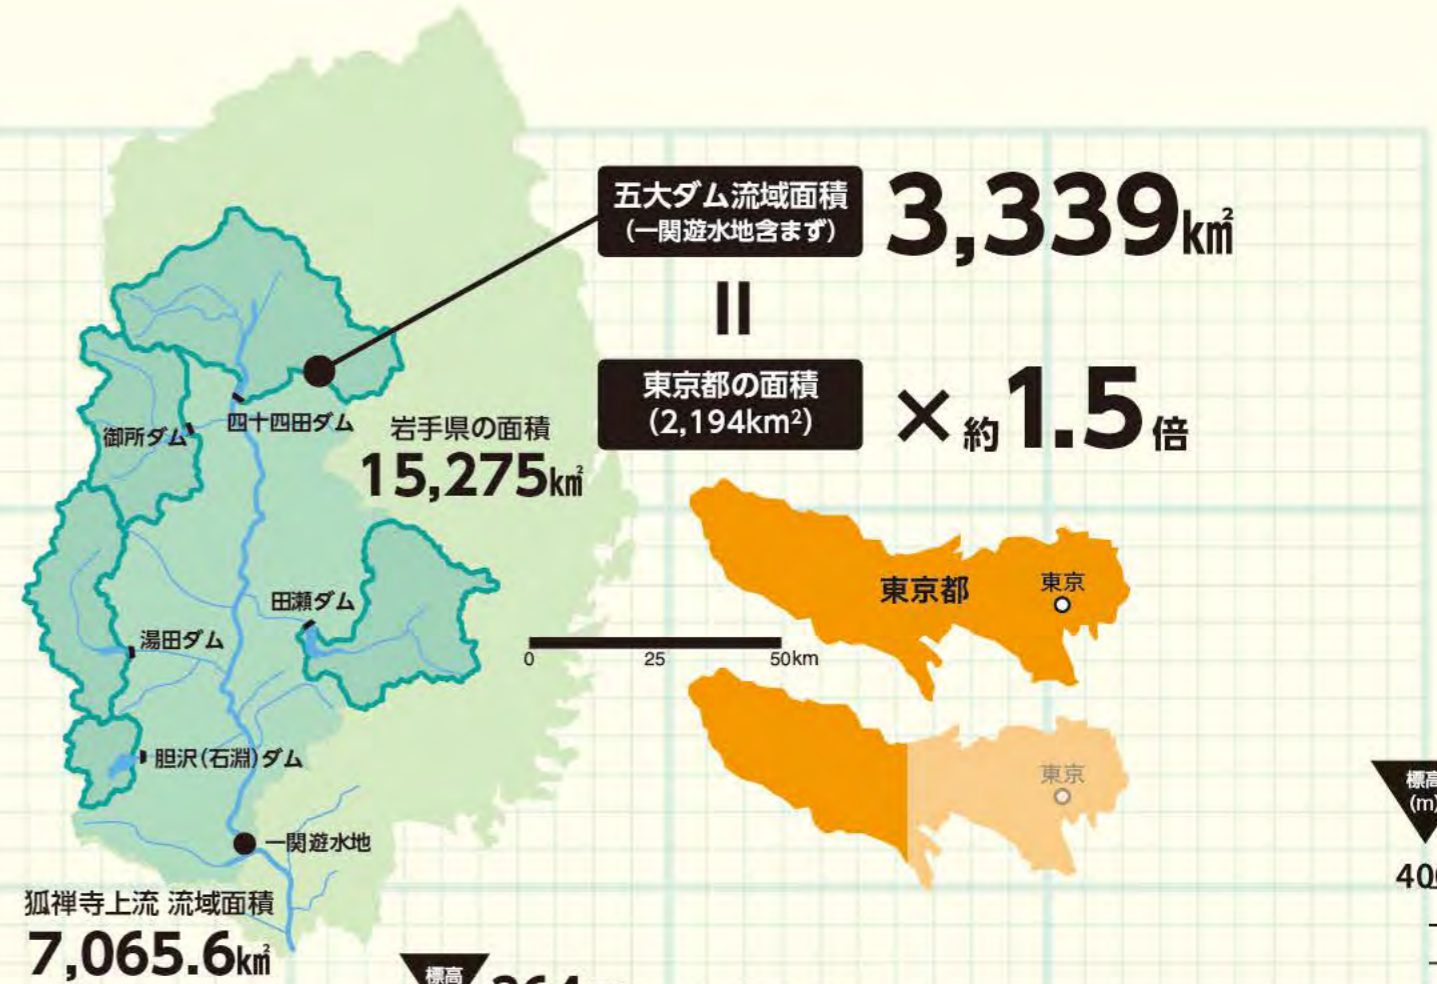 五大ダム流域面積
(一関遊水地含まず)
3,339㎢
=
東京都の面積
(2,194km²)
×約1.5倍
四十四田ダム
御所ダム
岩手県の面積
15,275㎢
東京都
東京
田瀬ダム
湯田ダム
0 25 50km
胆沢(石淵)ダム
東京
標高
(m)
一関遊水地
400
狐禅寺上流 流域面積
7,065.6㎢
標高